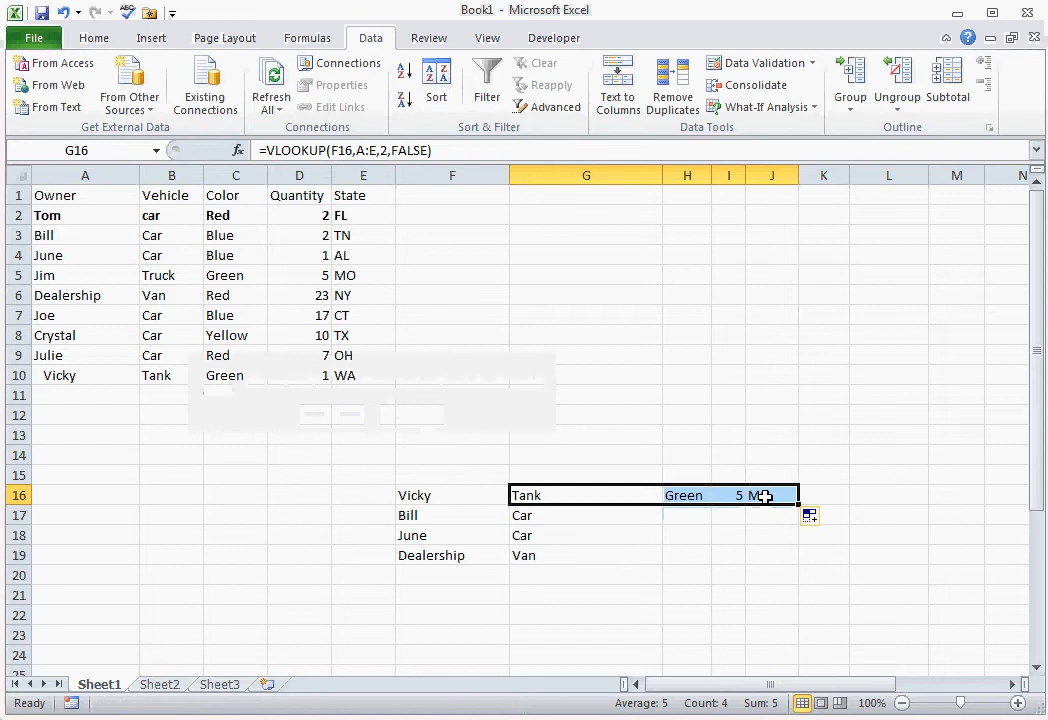 Book1 - Microsoft Excel
File Home Insert Page Layout Formulas Data Review View Developer
From Access
From Web
From Text
From Other Sources
Existing Connections
Get External Data
Refresh All
Connections
Properties
Edit Links
Connections
Sort
Filter
Clear
Reapply
Advanced
Sort & Filter
Text to Columns
Remove Duplicates
Data Validation
Consolidate
What-If Analysis
Data Tools
Group
Ungroup
Subtotal
Outline
G16 fx =VLOOKUP(F16,A:E,2,FALSE)
A B C D E F G H I J K L M N
1 Owner Vehicle Color Quantity State
2 Tom car Red 2 FL
3 Bill Car Blue 2 TN
4 June Car Blue 1 AL
5 Jim Truck Green 5 MO
6 Dealership Van Red 23 NY
7 Joe Car Blue 17 CT
8 Crystal Car Yellow 10 TX
9 Julie Car Red 7 OH
10 Vicky Tank Green 1 WA
11
12
13
14
15
16 Vicky Tank Green 5
17 Bill Car
18 June Car
19 Dealership Van
20
21
22
23
24
25
Sheet1 Sheet2 Sheet3
Ready Average: 5 Count: 4 Sum: 5 100%